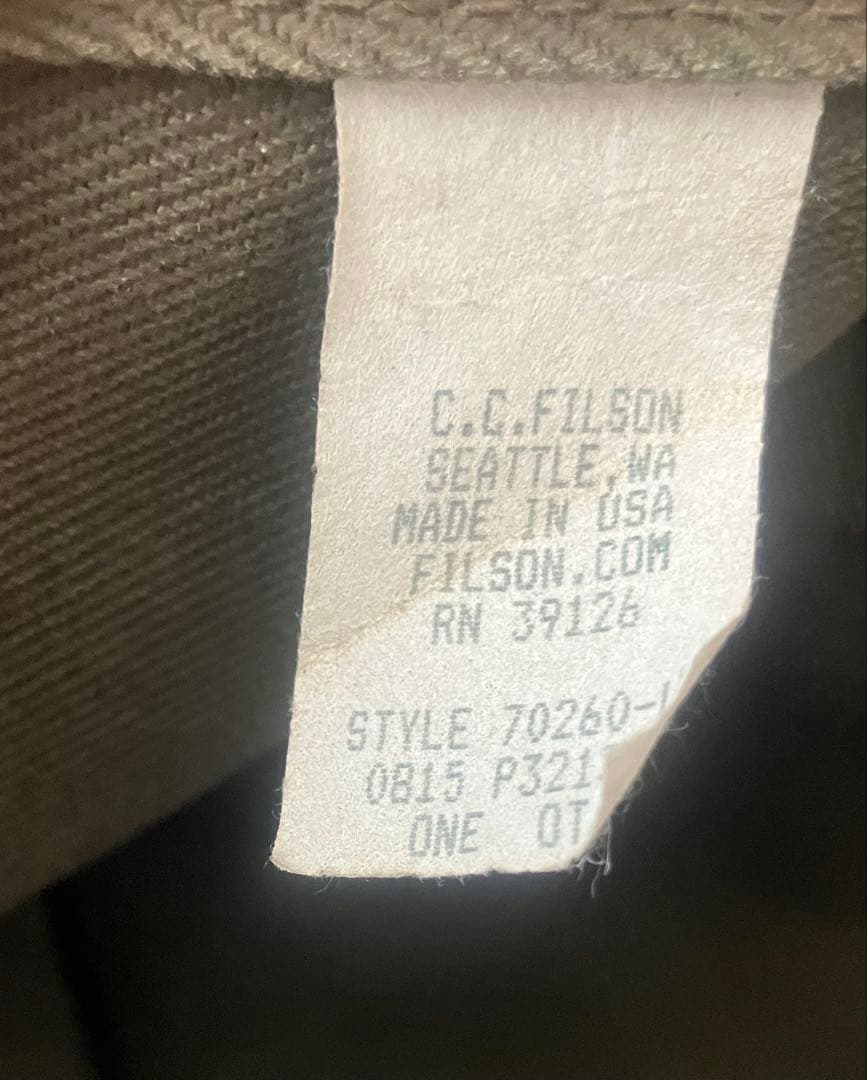 C.C.FILSON
SEATTLE,WA
MADE IN USA
FILSON.COM
RN 39126
STYLE 70260-
0815 P321
ONE OT